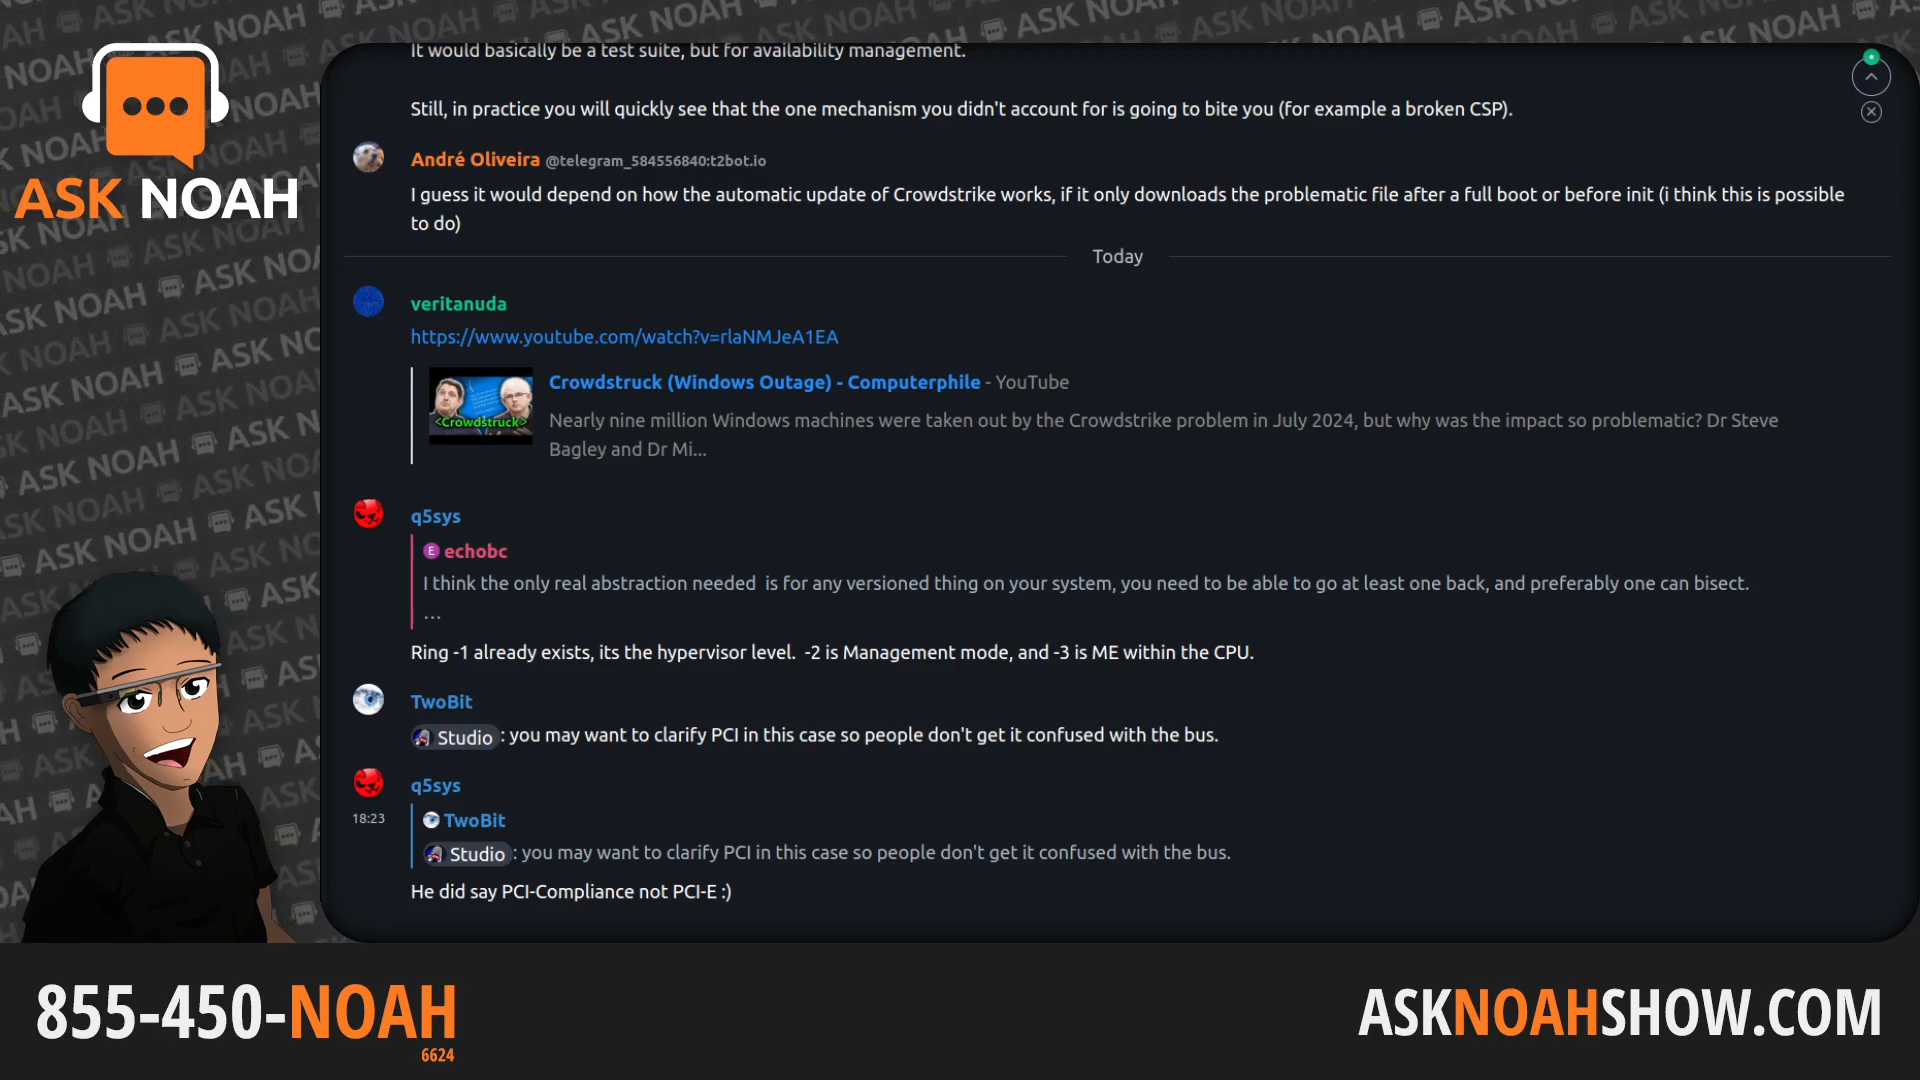 ASK NOAH
It would basically be a test suite, but for availability management.
Still, in practice you will quickly see that the one mechanism you didn't account for is going to bite you (for example a broken CSP).
André Oliveira @telegram_584556840:t2bot.io
I guess it would depend on how the automatic update of Crowdstrike works, if it only downloads the problematic file after a full boot or before init (i think this is possible
to do)
Today
veritanuda
https://www.youtube.com/watch?v=rlaNMJeA1EA
<Crowdstruck>
Crowdstruck (Windows Outage) - Computerphile - YouTube
Nearly nine million Windows machines were taken out by the Crowdstrike problem in July 2024, but why was the impact so problematic? Dr Steve
Bagley and Dr Mi...
q5sys
E echobc
I think the only real abstraction needed  is for any versioned thing on your system, you need to be able to go at least one back, and preferably one can bisect.
...
Ring -1 already exists, its the hypervisor level.  -2 is Management mode, and -3 is ME within the CPU.
TwoBit
Studio : you may want to clarify PCI in this case so people don't get it confused with the bus.
q5sys
18:23
TwoBit
Studio : you may want to clarify PCI in this case so people don't get it confused with the bus.
He did say PCI-Compliance not PCI-E :)
855-450-NOAH
6624
ASKNOAHSHOW.COM